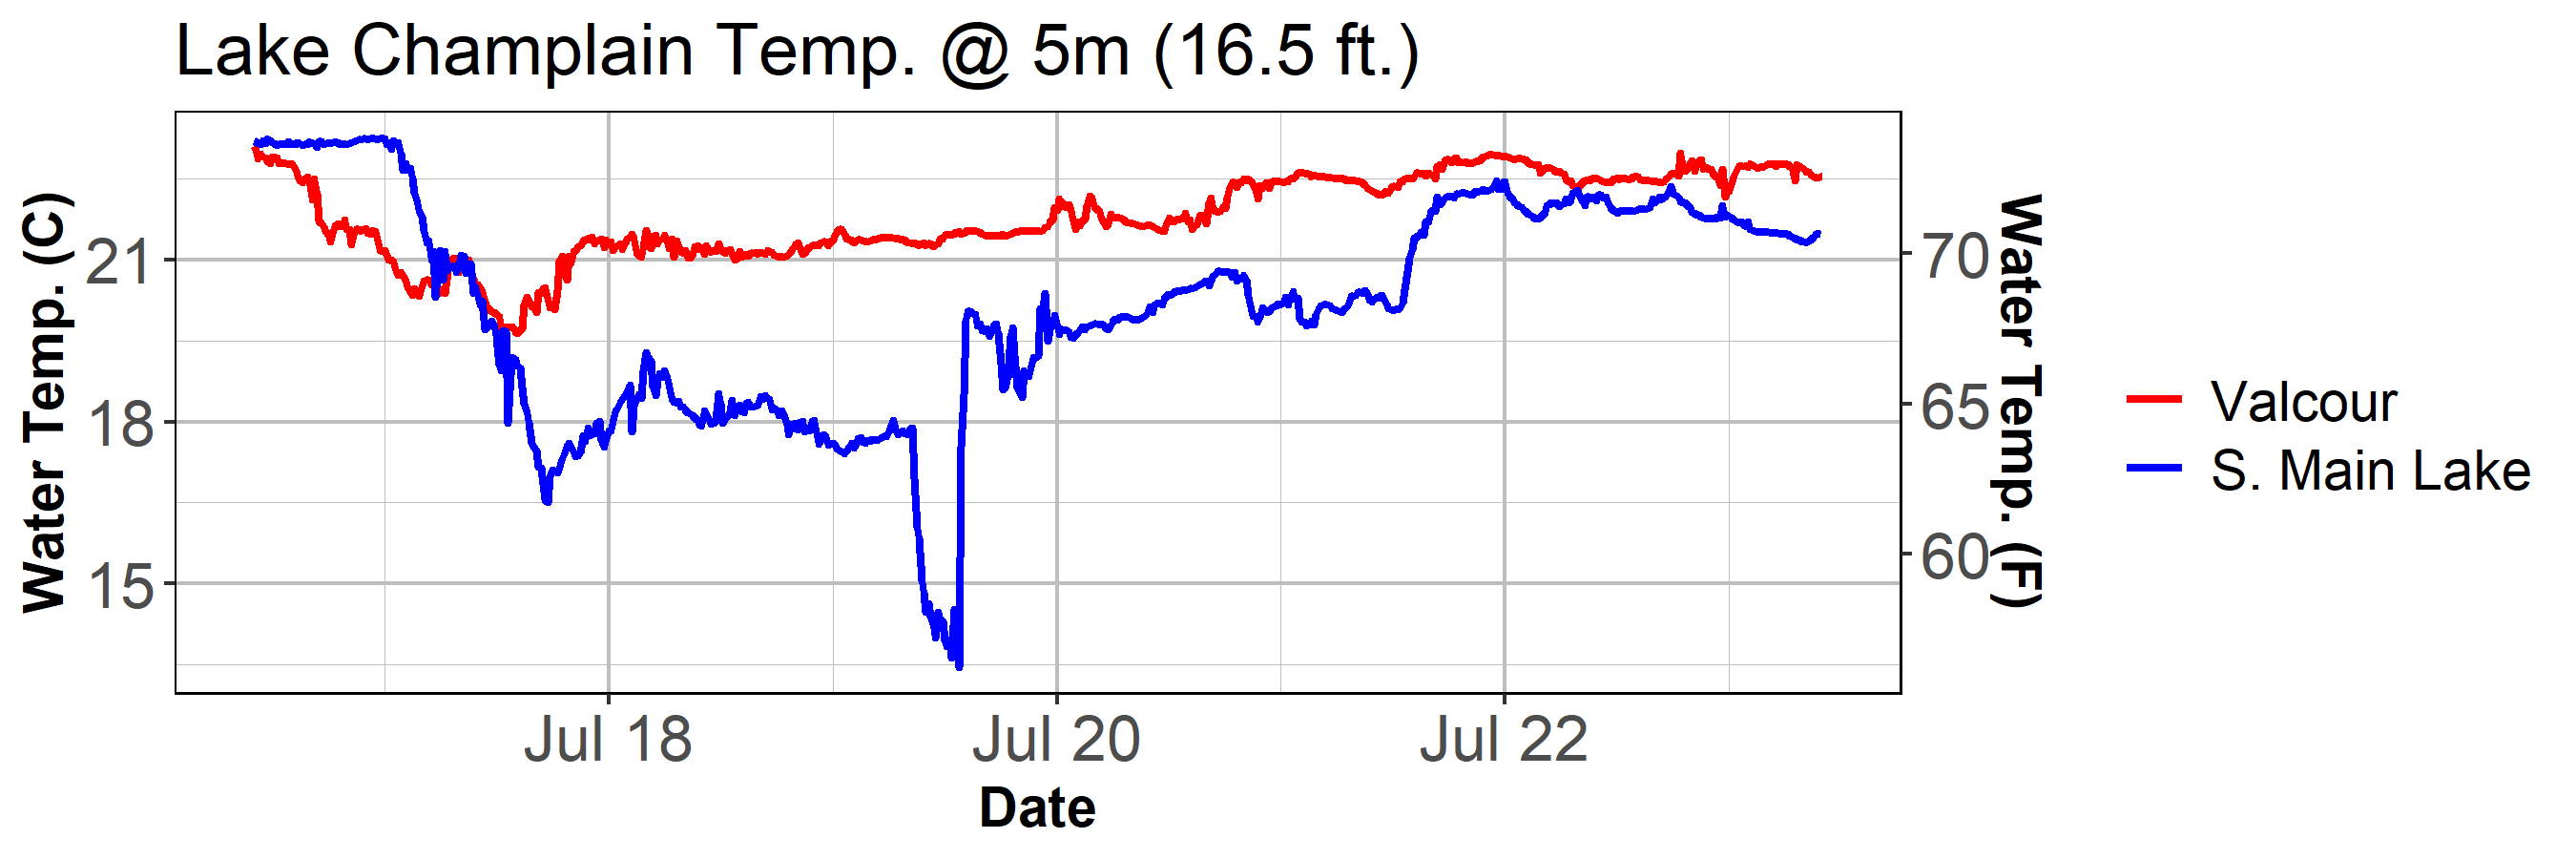 Lake Champlain Temp. @ 5m (16.5 ft.)
Water Temp. (C)
21
18
15
70
65
60
Water Temp. (F)
Jul 18
Jul 20
Jul 22
Date
Valcour
S. Main Lake